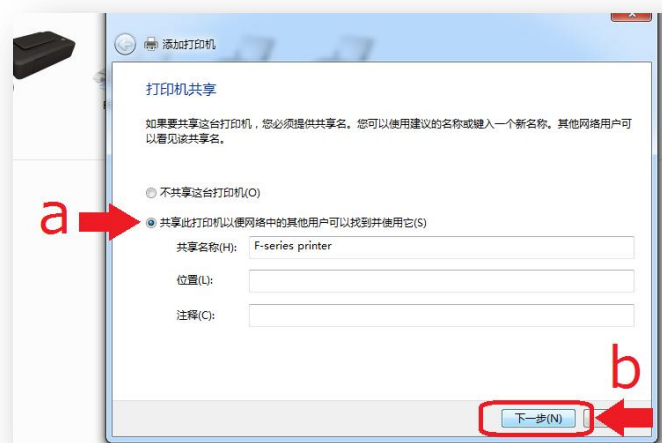 添加打印机
打印机共享
如果要共享这台打印机，您必须提供共享名。您可以使用建议的名称或键入一个新名称。其他网络用户可
以看见该共享名。
不共享这台打印机(O)
a
共享此打印机以便网络中的其他用户可以找到并使用它(S)
共享名称(H): F-series printer
位置(L):
注释(C):
b
下一步(N)